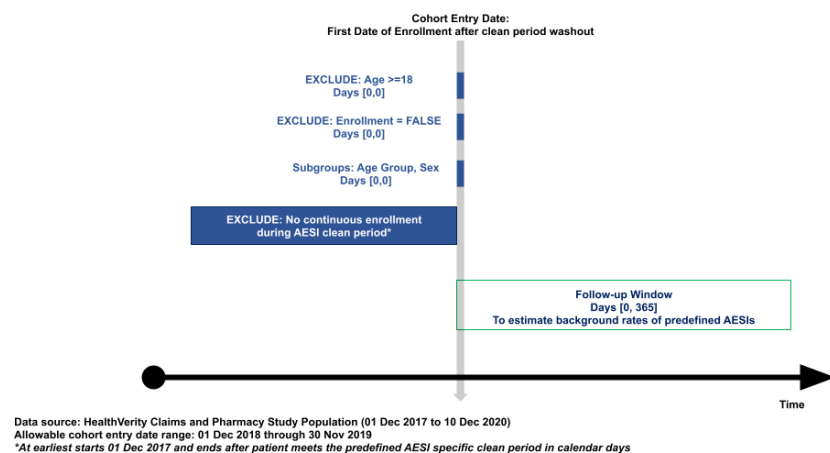 Cohort Entry Date:
First Date of Enrollment after clean period washout
EXCLUDE: Age >=18
Days [0,0]
EXCLUDE: Enrollment = FALSE
Days [0,0]
Subgroups: Age Group, Sex
Days [0,0]
EXCLUDE: No continuous enrollment
during AESI clean period*
Follow-up Window
Days [0, 365]
To estimate background rates of predefined AESIs
Time
Data source: HealthVerity Claims and Pharmacy Study Population (01 Dec 2017 to 10 Dec 2020)
Allowable cohort entry date range: 01 Dec 2018 through 30 Nov 2019
*At earliest starts 01 Dec 2017 and ends after patient meets the predefined AESI specific clean period in calendar days